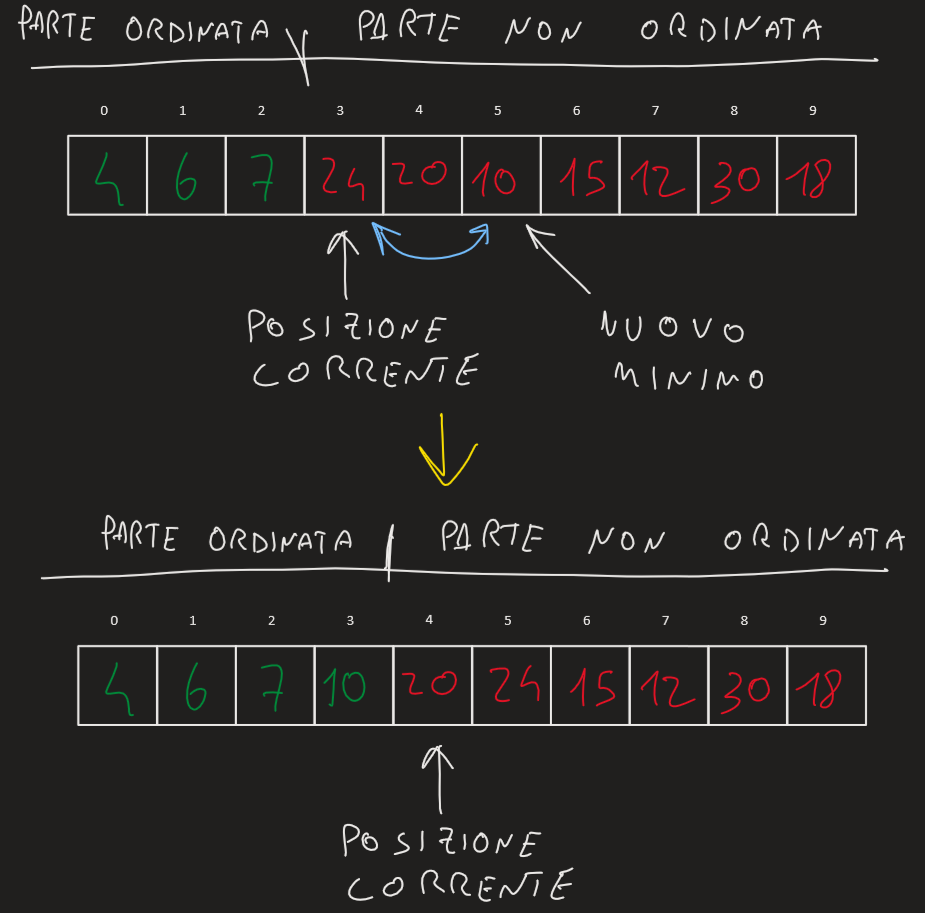 PARTE ORDINATA PARTE NON ORDINATA
0 1 2 3 4 5 6 7 8 9
4 6 7 24 20 10 15 12 30 18
POSIZIONE
CORRENTE
NUOVO
MINIMO
PARTE ORDINATA PARTE NON ORDINATA
0 1 2 3 4 5 6 7 8 9
4 6 7 10 20 24 15 12 30 18
POSIZIONE
CORRENTE